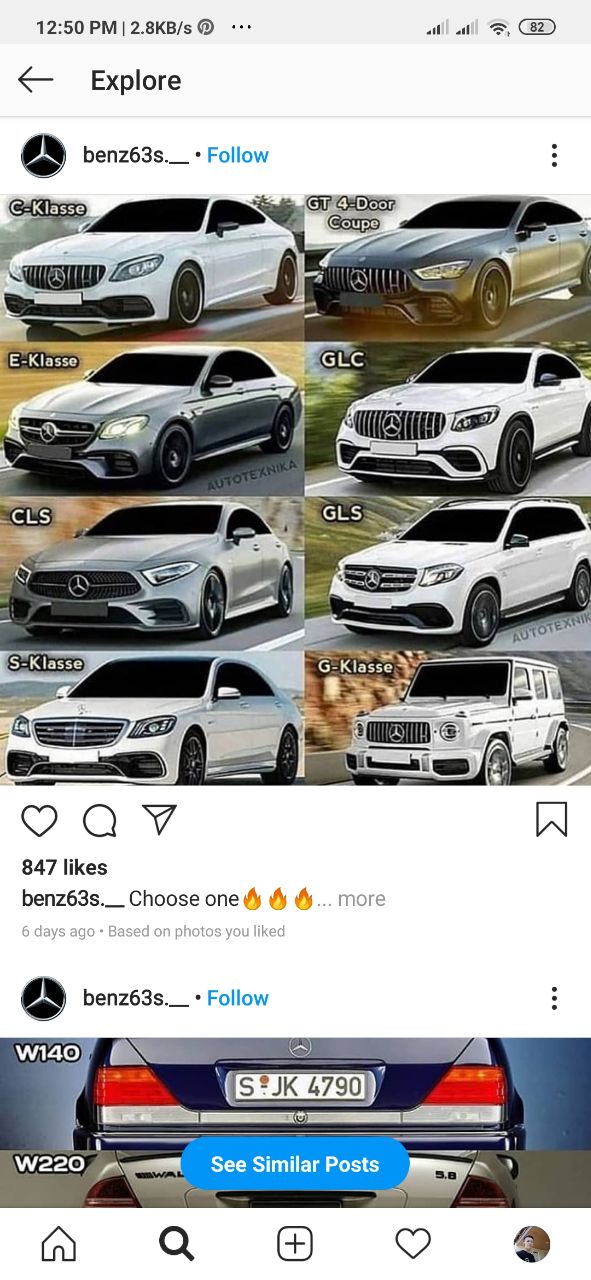 12:50 PM | 2.8KB/s ... 82
Explore
benz63s.__ • Follow
C-Klasse
GT 4-Door
Coupe
E-Klasse
GLC
AUTOTEXNIKA
CLS
GLS
AUTOTEXNIK
S-Klasse
G-Klasse
847 likes
benz63s.__ Choose one🔥🔥🔥... more
6 days ago • Based on photos you liked
benz63s.__ • Follow
W140
S JK 4790
W220
5.8
See Similar Posts